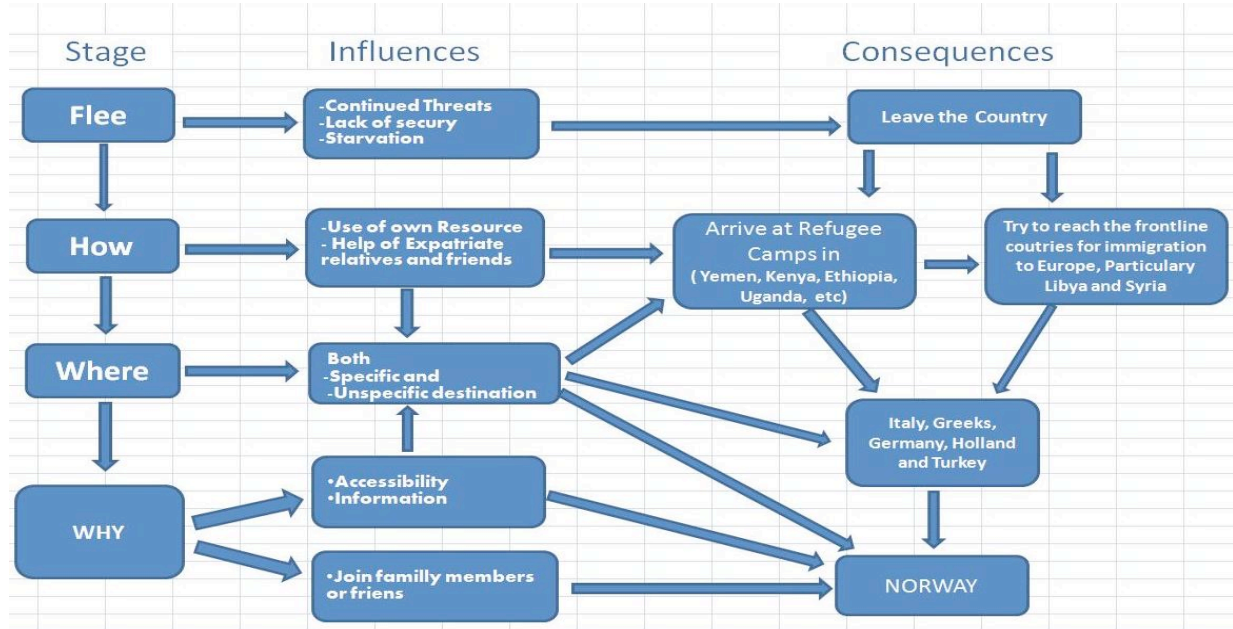 Stage
Influences
Consequences
Flee
-Continued Threats
-Lack of secury
-Starvation
Leave the Country
How
-Use of own Resource
- Help of Expatriate
relatives and friends
Arrive at Refugee
Camps in
( Yemen, Kenya, Ethiopia,
Uganda, etc)
Try to reach the frontline
coutries for immigration
to Europe, Particulary
Libya and Syria
Where
Both
-Specific and
-Unspecific destination
Italy, Greeks,
Germany, Holland
and Turkey
WHY
•Accessibility
•Information
•Join familly members
or friens
NORWAY